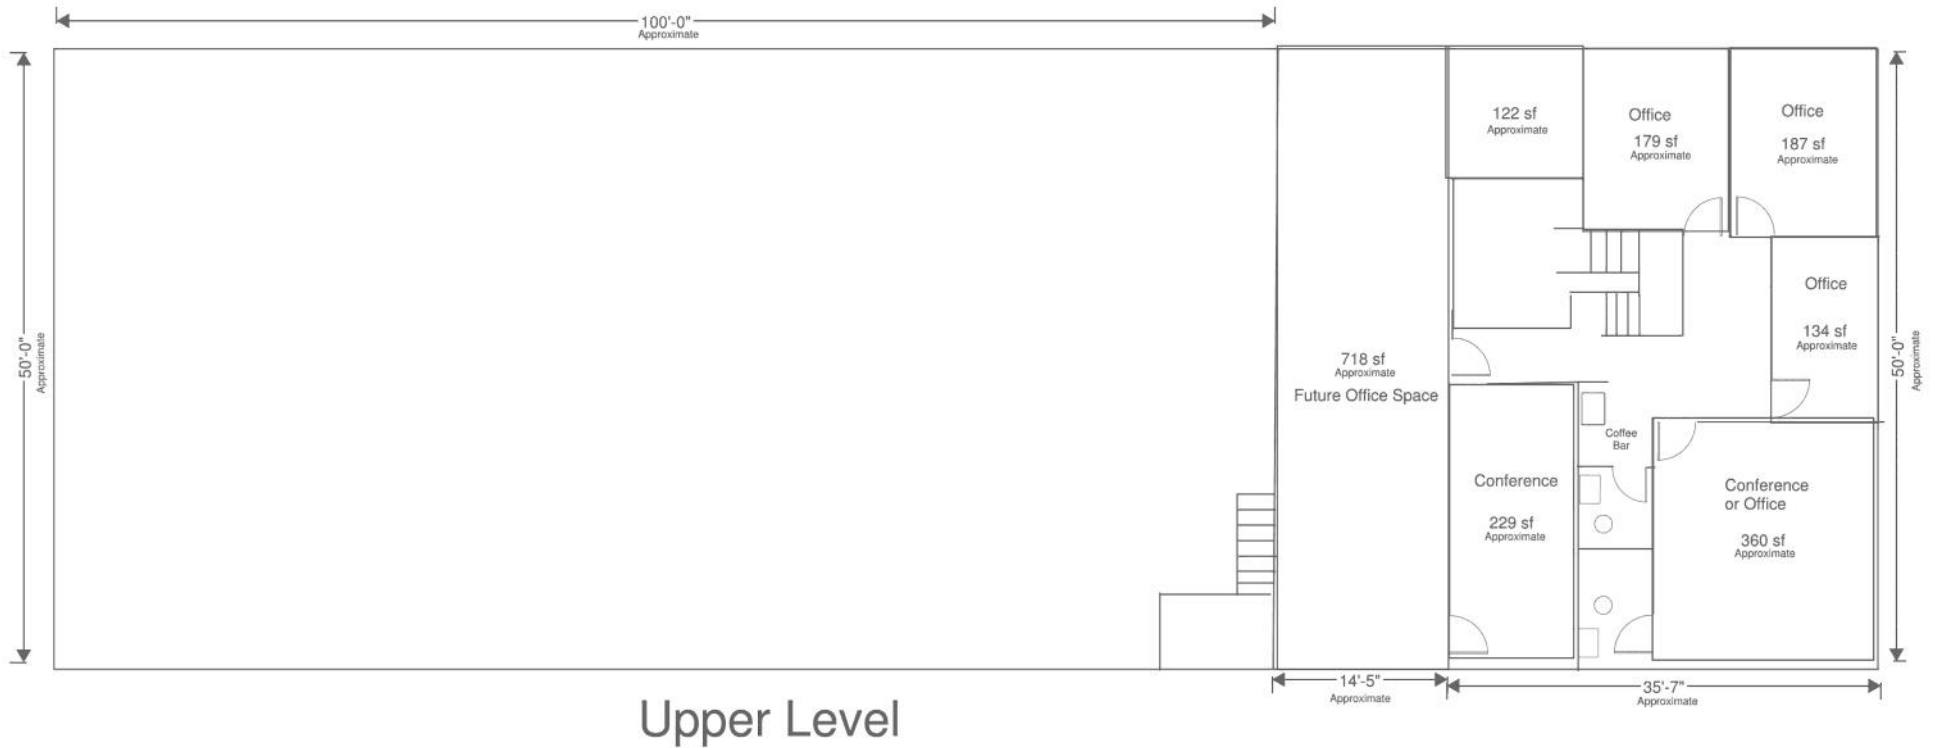 100'-0"
Approximate
50'-0"
Approximate
122 sf
Approximate
Office
179 sf
Approximate
Office
187 sf
Approximate
Office
134 sf
Approximate
50'-0"
Approximate
718 sf
Approximate
Future Office Space
Coffee
Bar
Conference
229 sf
Approximate
Conference
or Office
360 sf
Approximate
14'-5"
Approximate
35'-7"
Approximate
Upper Level